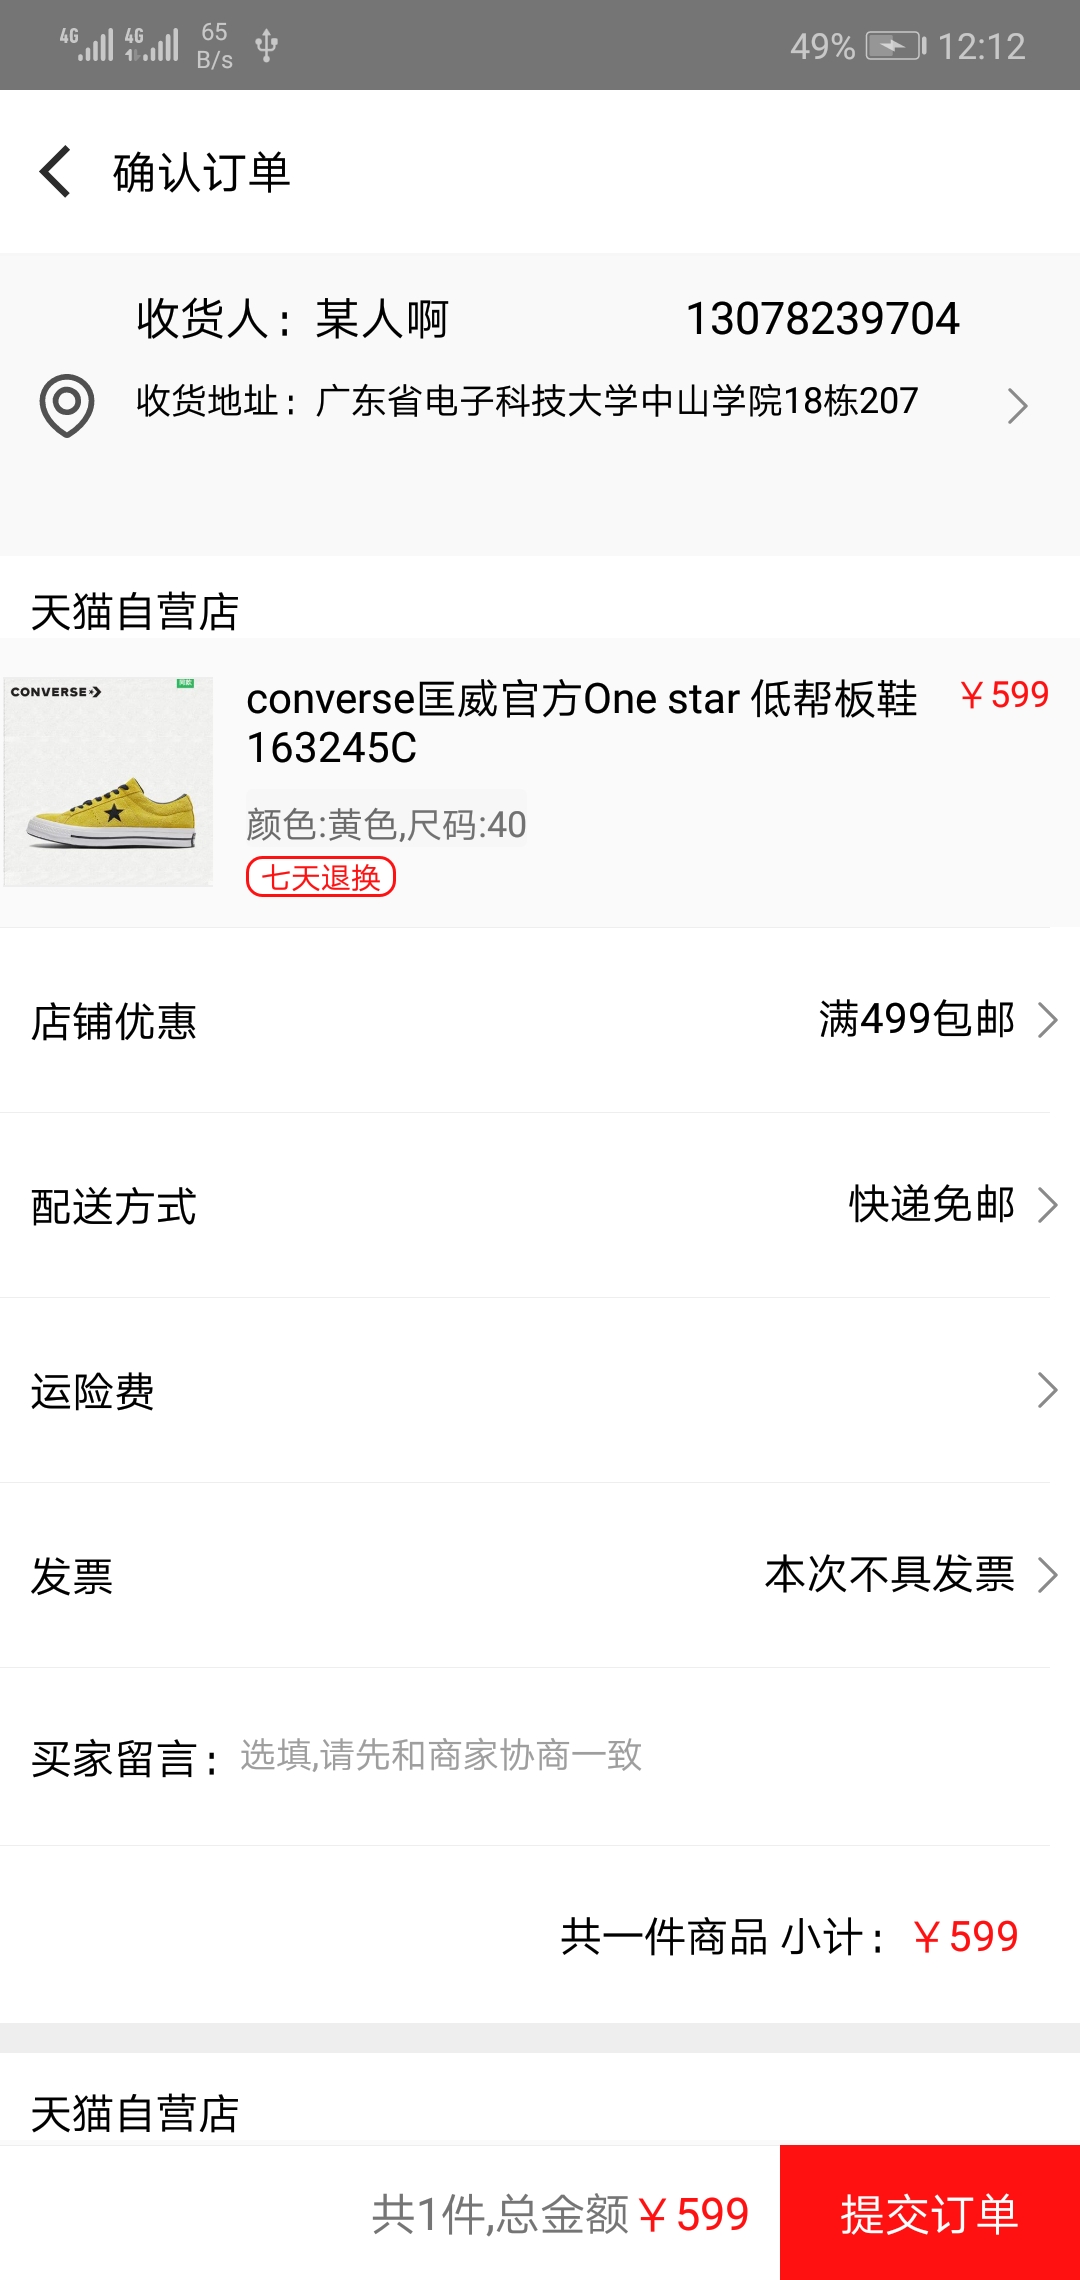 4G 4G 65 B/s 49% 12:12
确认订单
收货人：某人啊 13078239704
收货地址：广东省电子科技大学中山学院18栋207
天猫自营店
CONVERSE
converse匡威官方One star 低帮板鞋 ￥599
163245C
颜色:黄色,尺码:40
七天退换
店铺优惠 满499包邮
配送方式 快递免邮
运险费
发票 本次不具发票
买家留言：选填,请先和商家协商一致
共一件商品 小计：￥599
天猫自营店
共1件,总金额￥599 提交订单